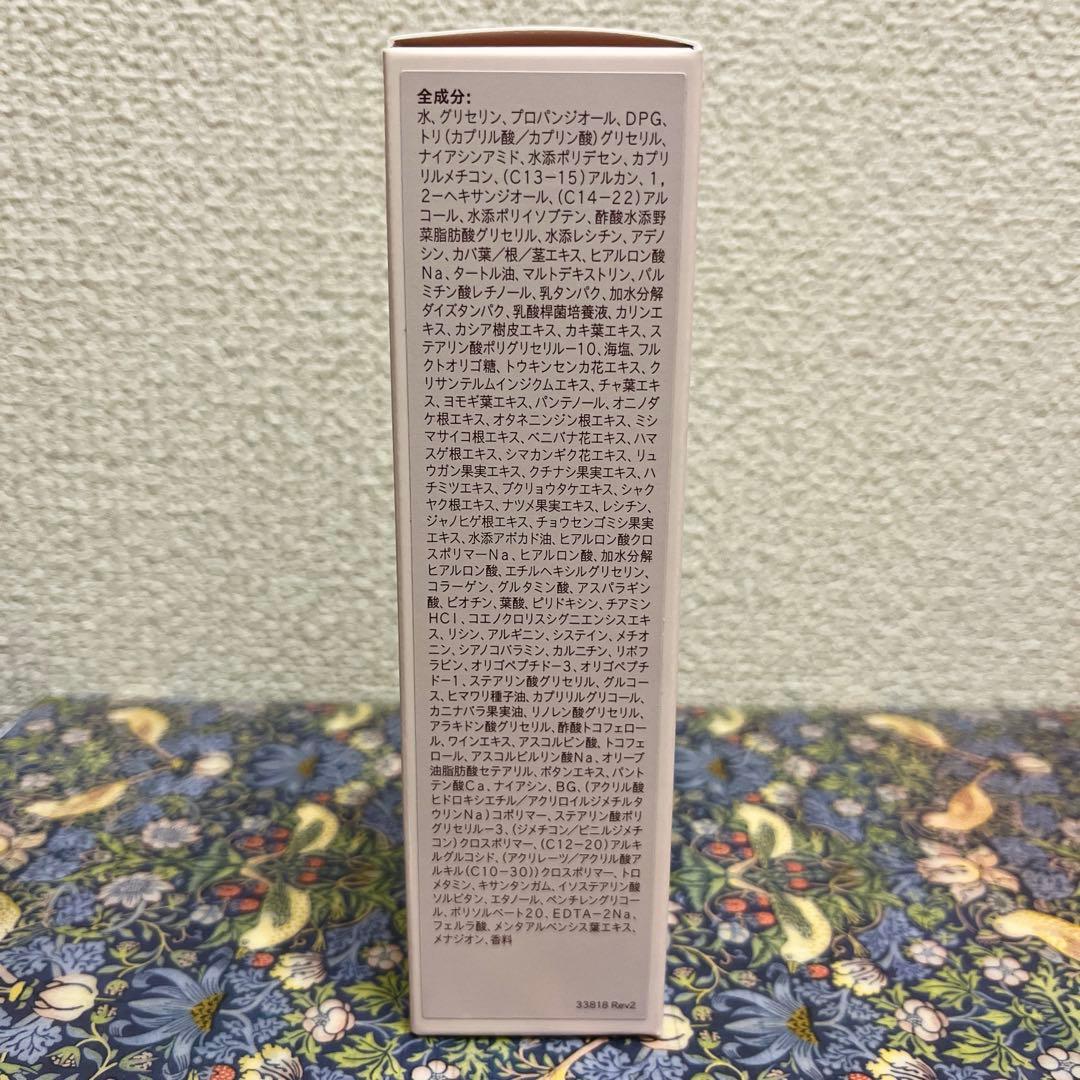 全成分:
水、グリセリン、プロパンジオール、DPG、
トリ(カプリル酸/カプリン酸)グリセリル、
ナイアシンアミド、水添ポリデセン、カプリ
リルメチコン、(C13-15)アルカン、1,
2-ヘキサンジオール、(C14-22)アル
コール、水添ポリイソブテン、酢酸水添野
菜脂肪酸グリセリル、水添レシチン、アデノ
シン、カバ葉/根/茎エキス、ヒアルロン酸
Na、タートル油、マルトデキストリン、パル
ミチン酸レチノール、乳タンパク、加水分解
ダイズタンパク、乳酸桿菌培養液、カリンエ
キス、カシア樹皮エキス、カキ葉エキス、ス
テアリン酸ポリグリセリル-10、海塩、フル
クトオリゴ糖、トウキンセンカ花エキス、ク
リサンテルムインジクムエキス、チャ葉エキ
ス、ヨモギ葉エキス、パンテノール、オニノダ
ケ根エキス、オタネニンジン根エキス、ミシ
マサイコ根エキス、ベニバナ花エキス、ハマ
スゲ根エキス、シマカンギク花エキス、リュ
ウガン果実エキス、クチナシ果実エキス、ハ
チミツエキス、ブクリョウタケエキス、シャク
ヤク根エキス、ナツメ果実エキス、レシチン、
ジャノヒゲ根エキス、チョウセンゴミシ果実
エキス、水添アボカド油、ヒアルロン酸クロ
スポリマーNa、ヒアルロン酸、加水分解
ヒアルロン酸、エチルヘキシルグリセリン、
コラーゲン、グルタミン酸、アスパラギン
酸、ビオチン、葉酸、ピリドキシン、チアミン
HCl、コエノクロリスシグニエンシスエキ
ス、リシン、アルギニン、システイン、メチオ
ニン、シアノコバラミン、カルニチン、リボフ
ラビン、オリゴペプチド-3、オリゴペプチ
ド-1、ステアリン酸グリセリル、グルコー
ス、ヒマワリ種子油、カプリリルグリコール、
カニナバラ果実油、リノレン酸グリセリル、
アラキドン酸グリセリル、酢酸トコフェロー
ル、ワインエキス、アスコルビン酸、トコフェ
ロール、アスコルビルリン酸Na、オリーブ
油脂肪酸セテアリル、ボタンエキス、パント
テン酸Ca、ナイアシン、BG、(アクリル酸
ヒドロキシエチル/アクリロイルジメチルタ
ウリンNa)コポリマー、ステアリン酸ポリ
グリセリル-3、(ジメチコン/ビニルジメチ
コン)クロスポリマー、(C12-20)アルキ
ルグルコシド、(アクリレーツ/アクリル酸ア
ルキル(C10-30))クロスポリマー、トロ
メタミン、キサンタンガム、イソステアリン酸
ソルビタン、エタノール、ペンチレングリコー
ル、ポリソルベート20、EDTA-2Na、
フェルラ酸、メンタアルベンシス葉エキス、
メナジオン、香料
33818 Rev2